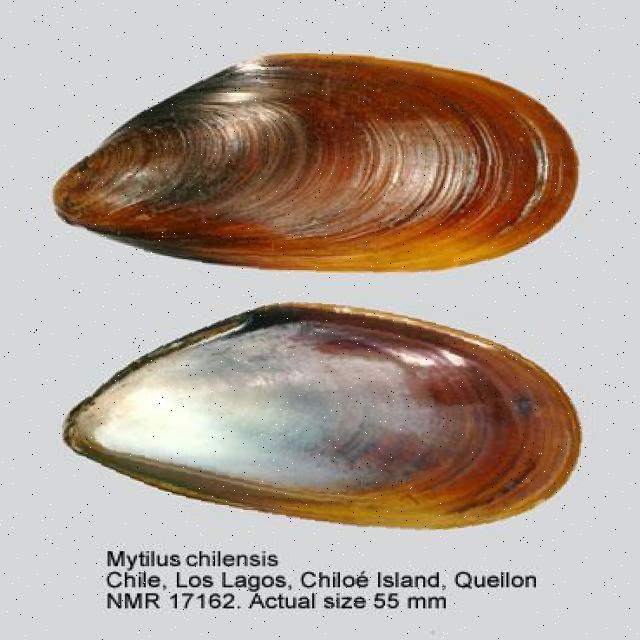 Mytilus chilensis
Chile, Los Lagos, Chiloé Island, Queilon
NMR 17162. Actual size 55 mm